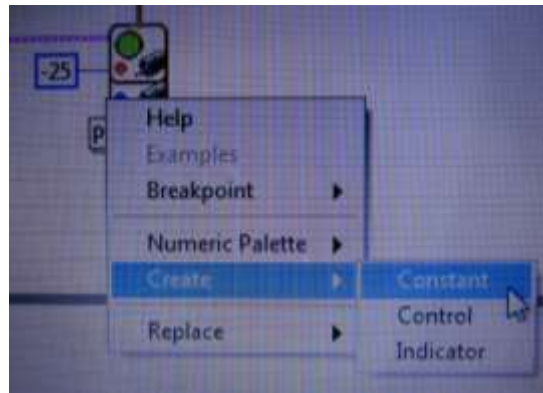 -25
P
Help
Examples
Breakpoint
Numeric Palette
Create
Constant
Control
Replace
Indicator